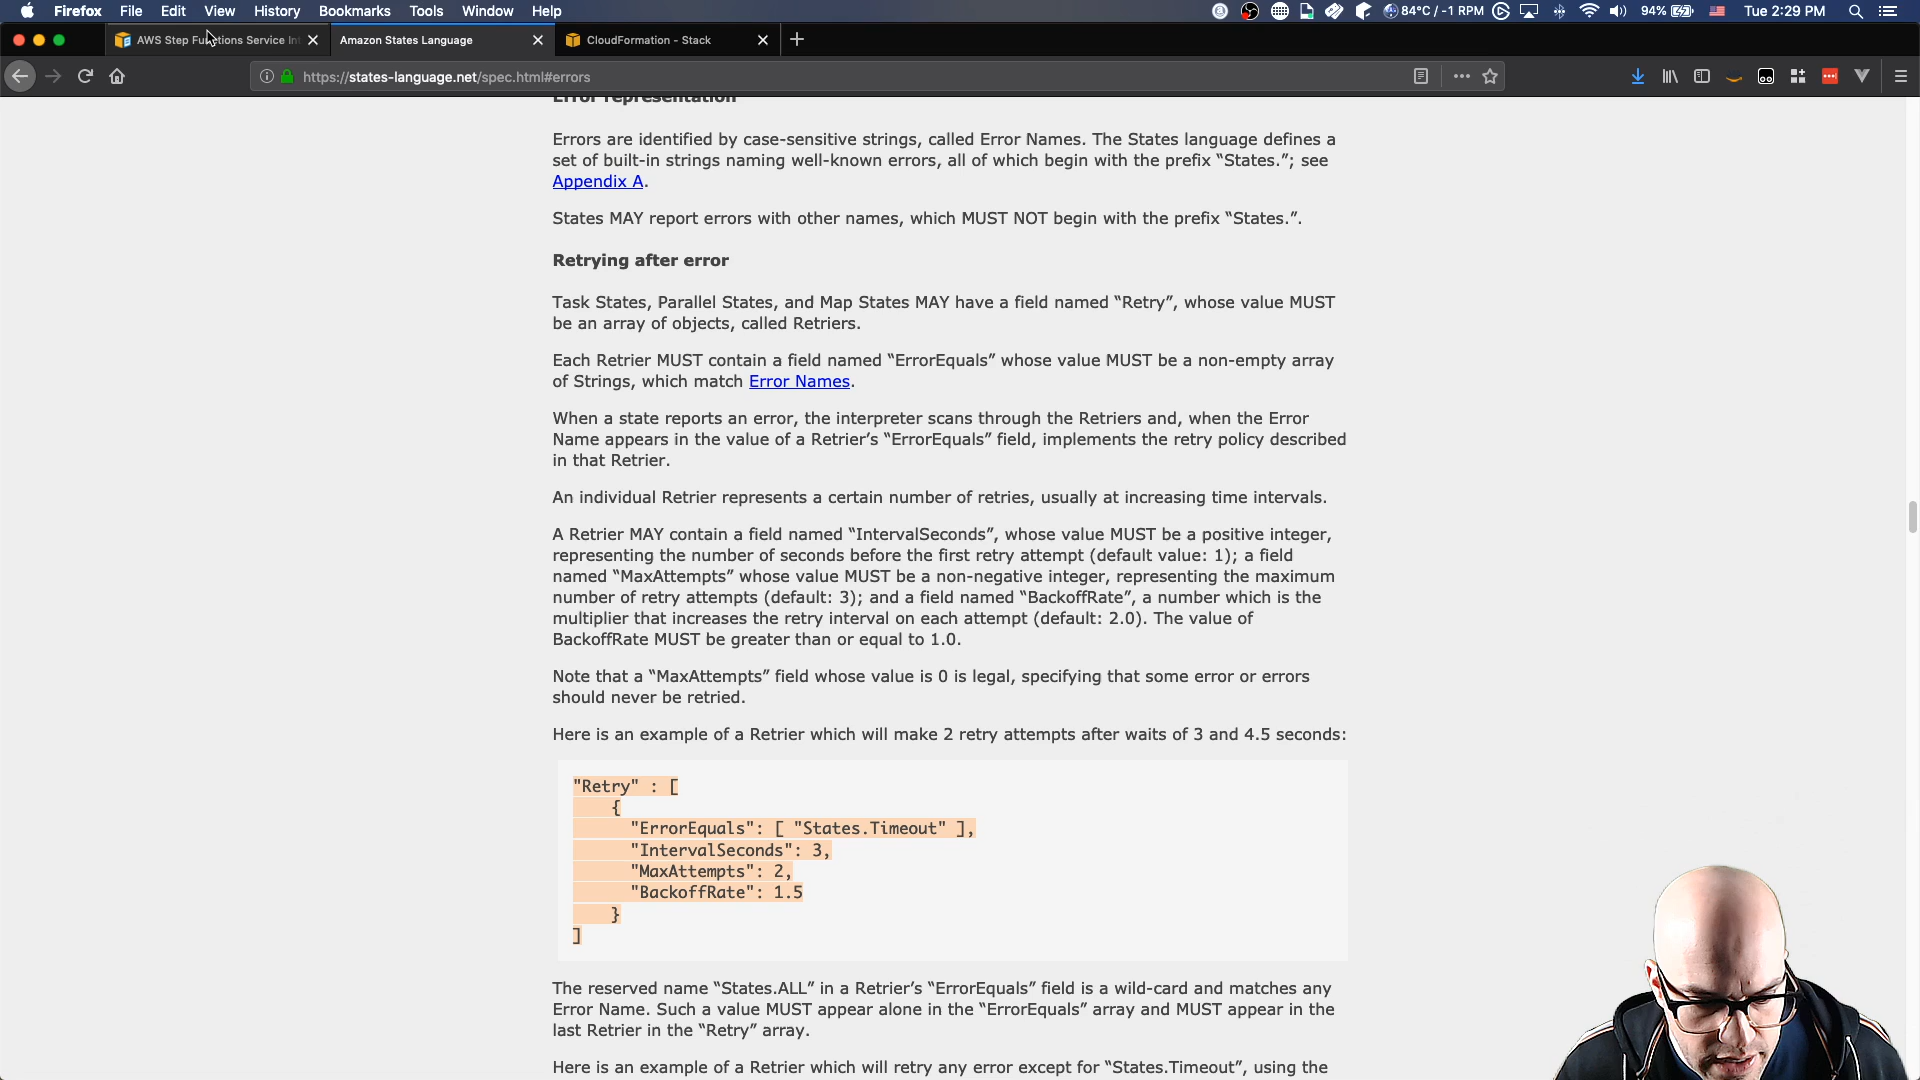 Firefox File Edit View History Bookmarks Tools Window Help 84°C / -1 RPM 94% Tue 2:29 PM
AWS Step Functions Service Int Amazon States Language CloudFormation - Stack
https://states-language.net/spec.html#errors
Error representation
Errors are identified by case-sensitive strings, called Error Names. The States language defines a
set of built-in strings naming well-known errors, all of which begin with the prefix “States.”; see
Appendix A.
States MAY report errors with other names, which MUST NOT begin with the prefix “States.”.
Retrying after error
Task States, Parallel States, and Map States MAY have a field named “Retry”, whose value MUST
be an array of objects, called Retriers.
Each Retrier MUST contain a field named “ErrorEquals” whose value MUST be a non-empty array
of Strings, which match Error Names.
When a state reports an error, the interpreter scans through the Retriers and, when the Error
Name appears in the value of a Retrier’s “ErrorEquals” field, implements the retry policy described
in that Retrier.
An individual Retrier represents a certain number of retries, usually at increasing time intervals.
A Retrier MAY contain a field named “IntervalSeconds”, whose value MUST be a positive integer,
representing the number of seconds before the first retry attempt (default value: 1); a field
named “MaxAttempts” whose value MUST be a non-negative integer, representing the maximum
number of retry attempts (default: 3); and a field named “BackoffRate”, a number which is the
multiplier that increases the retry interval on each attempt (default: 2.0). The value of
BackoffRate MUST be greater than or equal to 1.0.
Note that a “MaxAttempts” field whose value is 0 is legal, specifying that some error or errors
should never be retried.
Here is an example of a Retrier which will make 2 retry attempts after waits of 3 and 4.5 seconds:
"Retry" : [
{
"ErrorEquals": [ "States.Timeout" ],
"IntervalSeconds": 3,
"MaxAttempts": 2,
"BackoffRate": 1.5
}
]
The reserved name “States.ALL” in a Retrier’s “ErrorEquals” field is a wild-card and matches any
Error Name. Such a value MUST appear alone in the “ErrorEquals” array and MUST appear in the
last Retrier in the “Retry” array.
Here is an example of a Retrier which will retry any error except for “States.Timeout”, using the